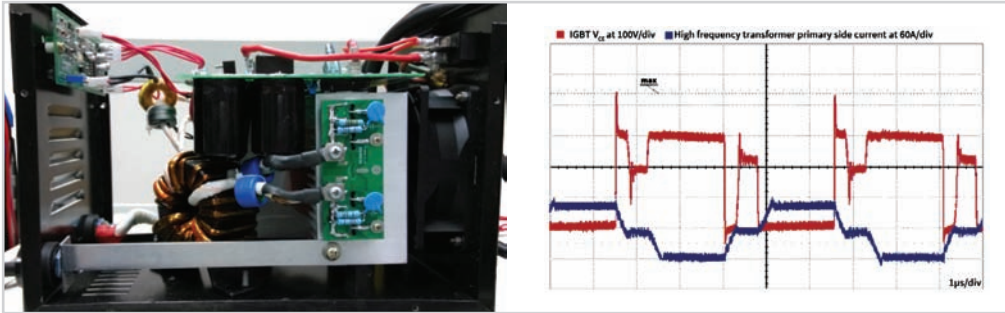 IGBT VCE at 100V/div High frequency transformer primary side current at 60A/div
max
1μs/div